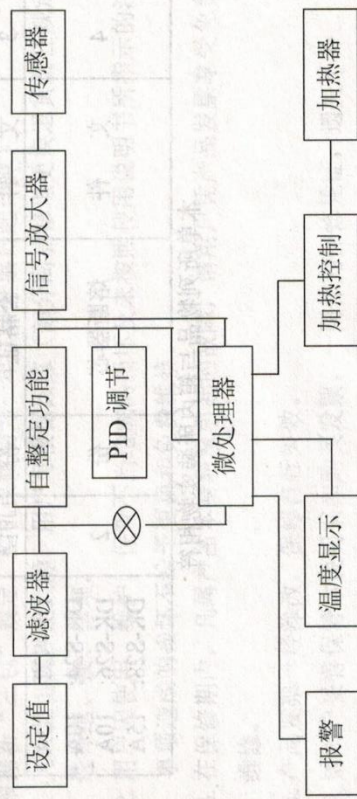 设定值
滤波器
自整定功能
信号放大器
传感器
PID 调节
微处理器
报警
温度显示
加热控制
加热器